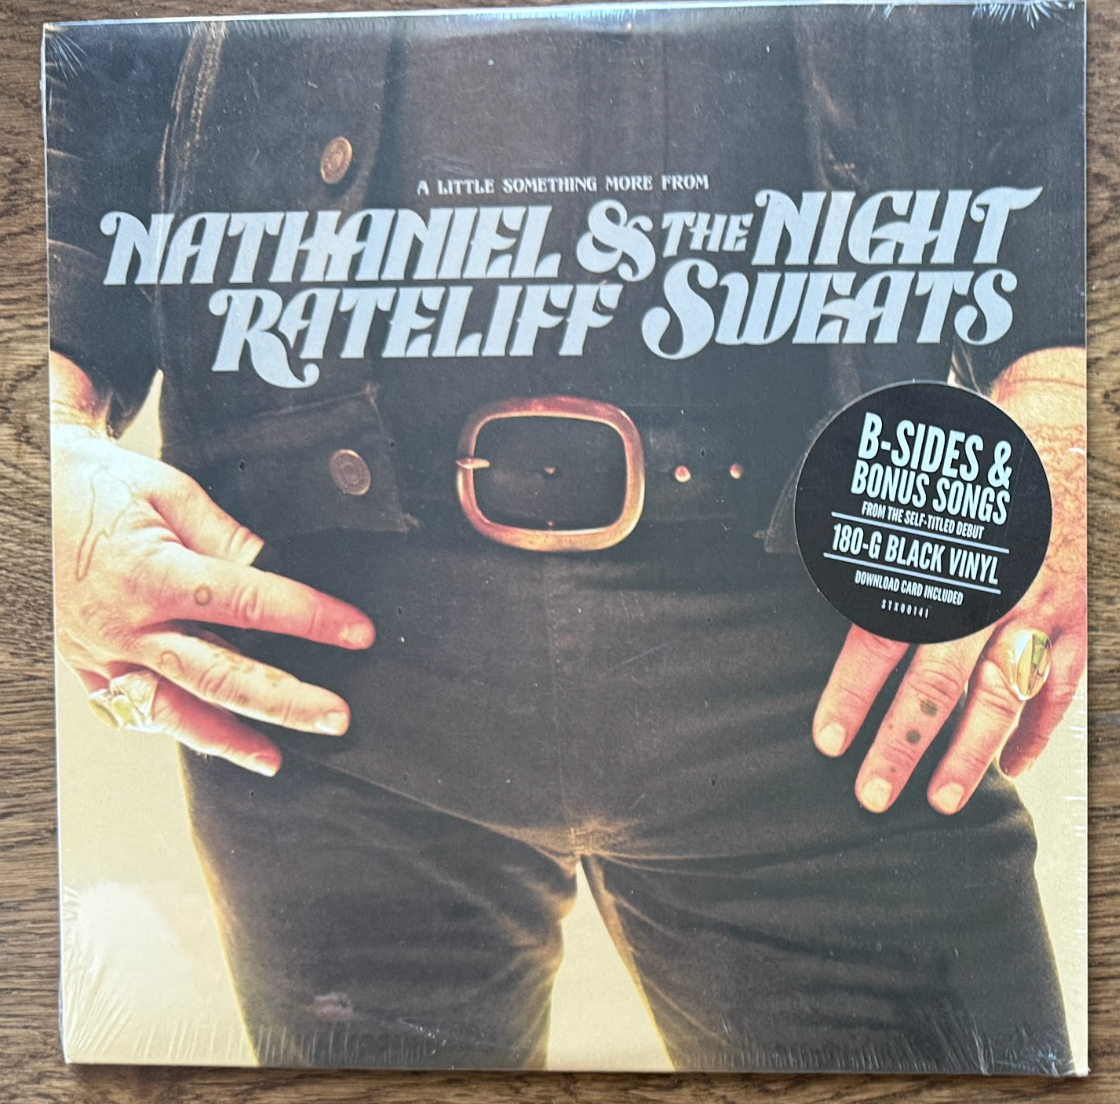 A LITTLE SOMETHING MORE FROM
NATHANIEL & THE NIGHT
RATELIFF SWEATS
B-SIDES &
BONUS SONGS
FROM THE SELF-TITLED DEBUT
180-G BLACK VINYL
DOWNLOAD CARD INCLUDED
STX00141